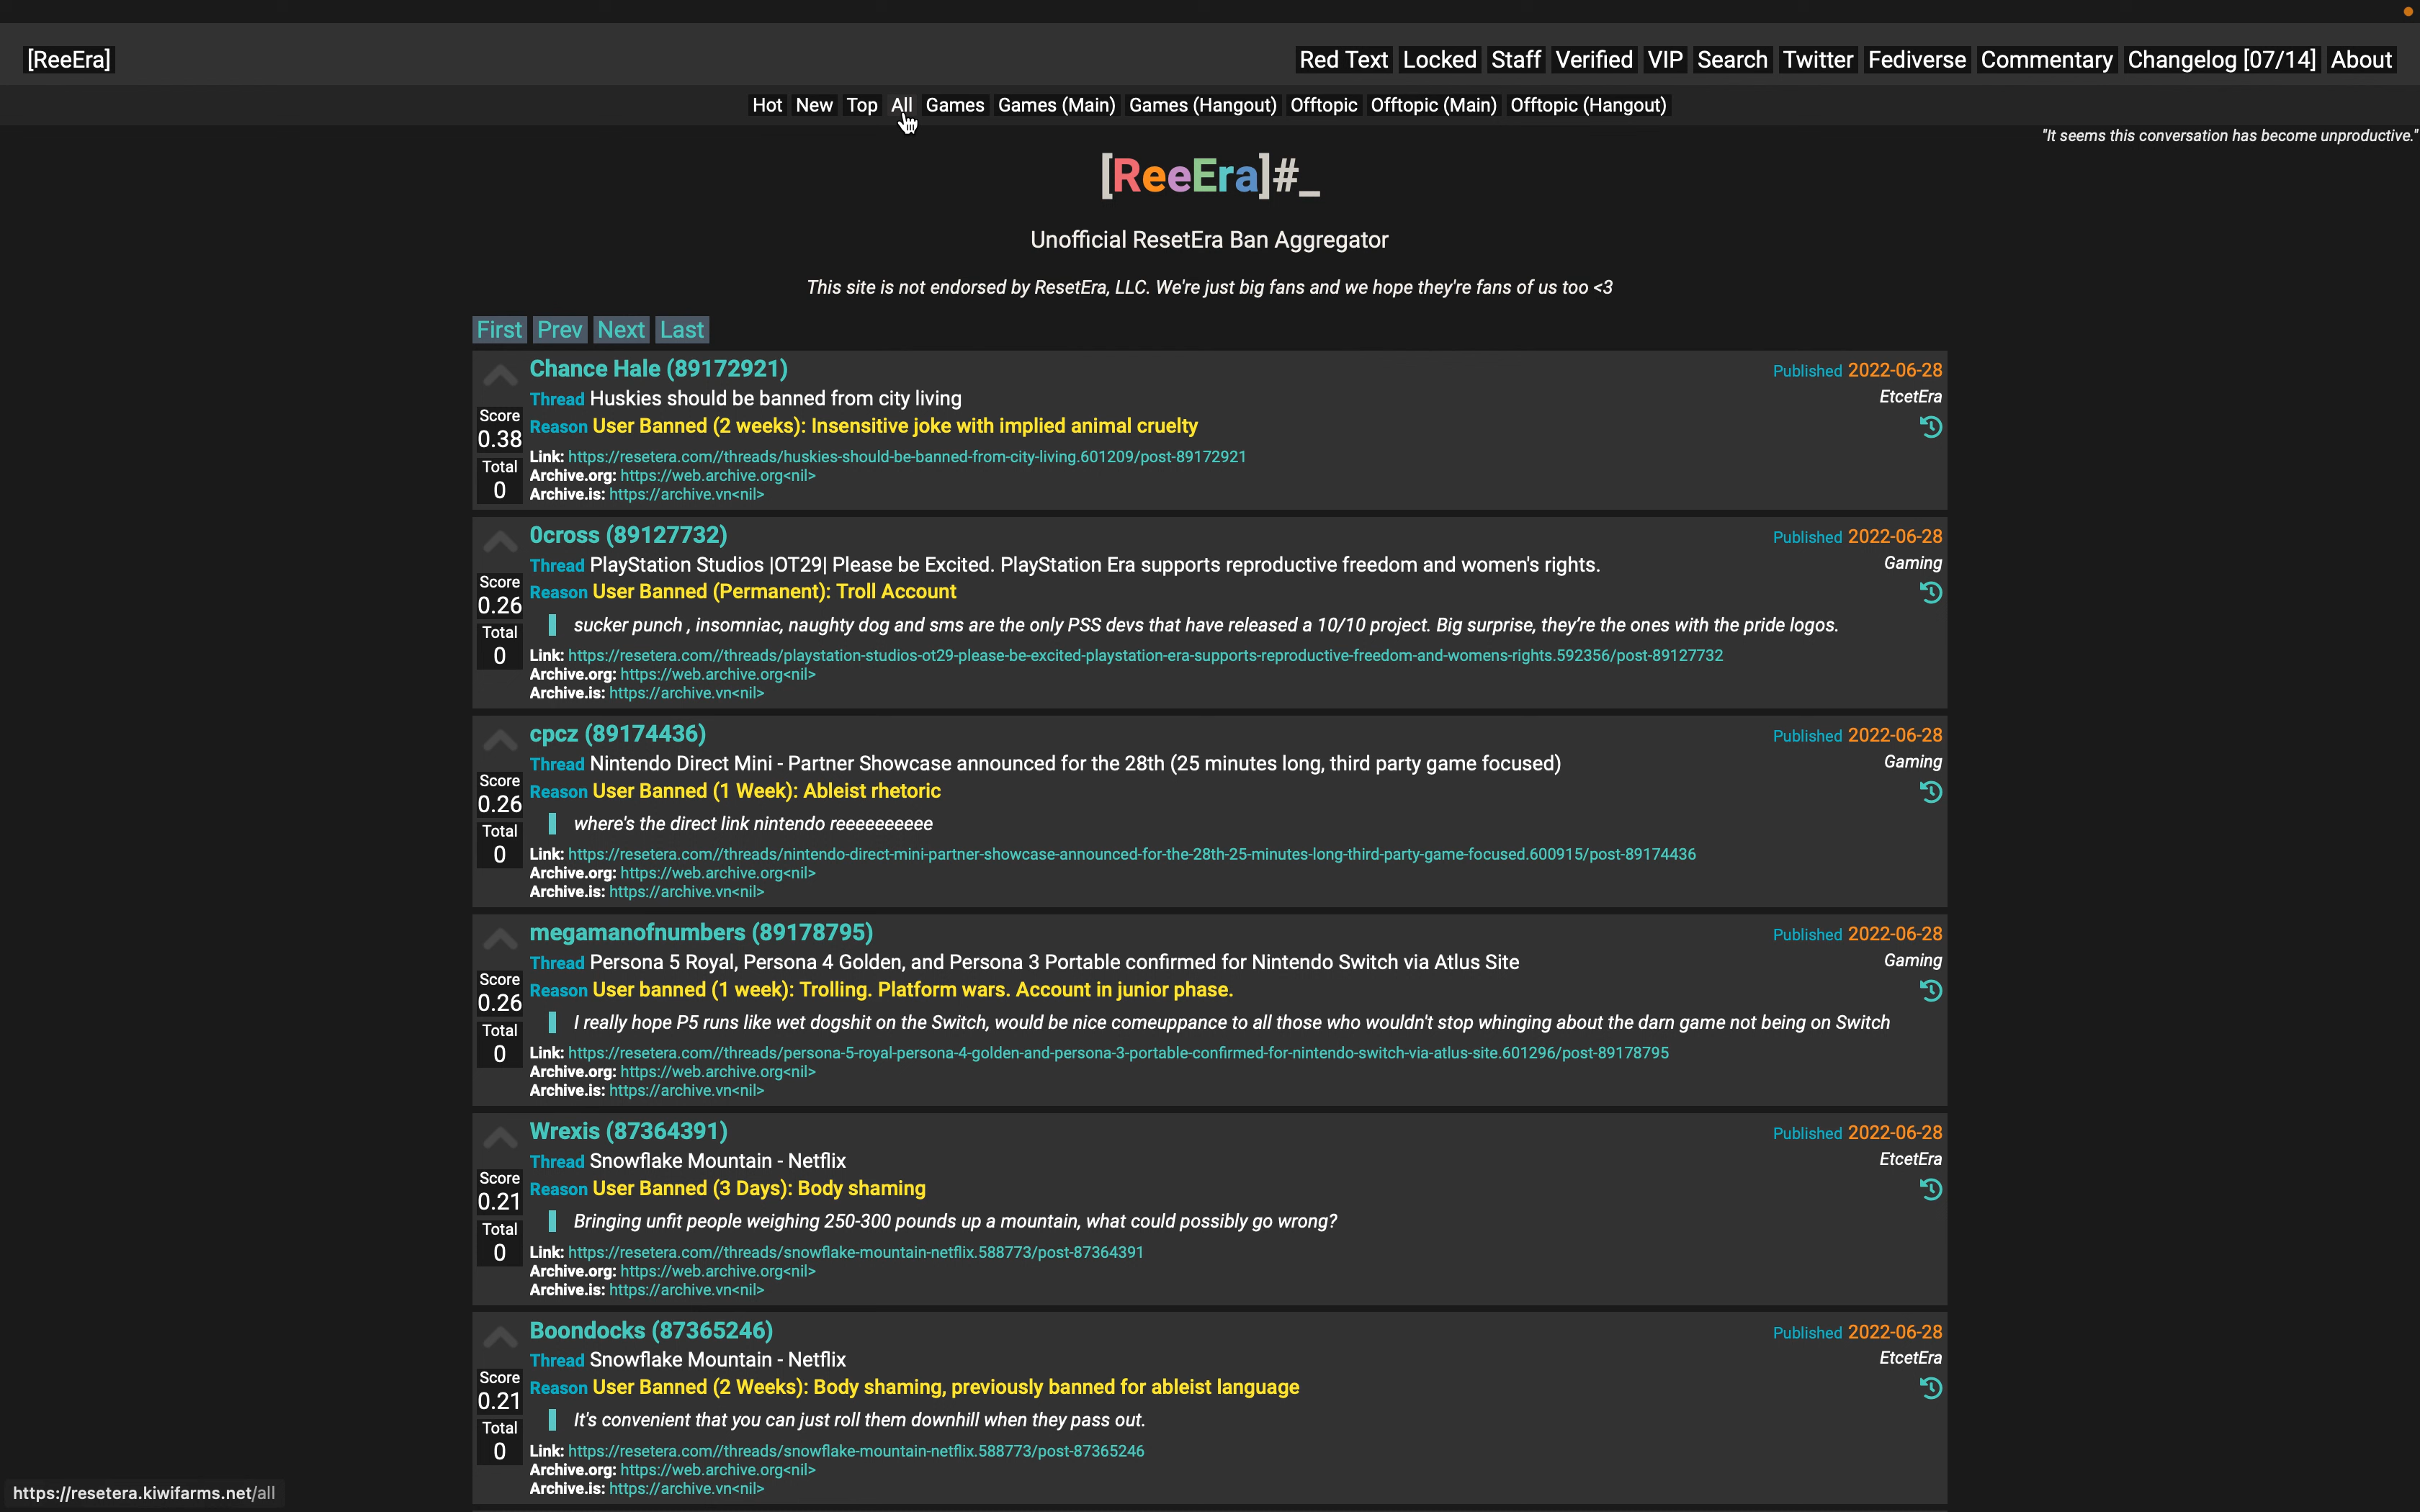 [ReeEra] Red Text Locked Staff Verified VIP Search Twitter Fediverse Commentary Changelog [07/14] About
Hot New Top All Games Games (Main) Games (Hangout) Offtopic Offtopic (Main) Offtopic (Hangout)
"It seems this conversation has become unproductive."
[ReeEra]#_
Unofficial ResetEra Ban Aggregator
This site is not endorsed by ResetEra, LLC. We're just big fans and we hope they're fans of us too <3
First Prev Next Last
Chance Hale (89172921) Published 2022-06-28
Thread Huskies should be banned from city living EtcetEra
Score
0.38
Reason User Banned (2 weeks): Insensitive joke with implied animal cruelty
Link: https://resetera.com//threads/huskies-should-be-banned-from-city-living.601209/post-89172921
Total
0
Archive.org: https://web.archive.org<nil>
Archive.is: https://archive.vn<nil>
0cross (89127732) Published 2022-06-28
Thread PlayStation Studios |OT29| Please be Excited. PlayStation Era supports reproductive freedom and women's rights. Gaming
Score
0.26
Reason User Banned (Permanent): Troll Account
sucker punch , insomniac, naughty dog and sms are the only PSS devs that have released a 10/10 project. Big surprise, they’re the ones with the pride logos.
Total
0
Link: https://resetera.com//threads/playstation-studios-ot29-please-be-excited-playstation-era-supports-reproductive-freedom-and-womens-rights.592356/post-89127732
Archive.org: https://web.archive.org<nil>
Archive.is: https://archive.vn<nil>
cpcz (89174436) Published 2022-06-28
Thread Nintendo Direct Mini - Partner Showcase announced for the 28th (25 minutes long, third party game focused) Gaming
Score
0.26
Reason User Banned (1 Week): Ableist rhetoric
where's the direct link nintendo reeeeeeeeee
Total
0
Link: https://resetera.com//threads/nintendo-direct-mini-partner-showcase-announced-for-the-28th-25-minutes-long-third-party-game-focused.600915/post-89174436
Archive.org: https://web.archive.org<nil>
Archive.is: https://archive.vn<nil>
megamanofnumbers (89178795) Published 2022-06-28
Thread Persona 5 Royal, Persona 4 Golden, and Persona 3 Portable confirmed for Nintendo Switch via Atlus Site Gaming
Score
0.26
Reason User banned (1 week): Trolling. Platform wars. Account in junior phase.
I really hope P5 runs like wet dogshit on the Switch, would be nice comeuppance to all those who wouldn't stop whinging about the darn game not being on Switch
Total
0
Link: https://resetera.com//threads/persona-5-royal-persona-4-golden-and-persona-3-portable-confirmed-for-nintendo-switch-via-atlus-site.601296/post-89178795
Archive.org: https://web.archive.org<nil>
Archive.is: https://archive.vn<nil>
Wrexis (87364391) Published 2022-06-28
Thread Snowflake Mountain - Netflix EtcetEra
Score
0.21
Reason User Banned (3 Days): Body shaming
Bringing unfit people weighing 250-300 pounds up a mountain, what could possibly go wrong?
Total
0
Link: https://resetera.com//threads/snowflake-mountain-netflix.588773/post-87364391
Archive.org: https://web.archive.org<nil>
Archive.is: https://archive.vn<nil>
Boondocks (87365246) Published 2022-06-28
Thread Snowflake Mountain - Netflix EtcetEra
Score
0.21
Reason User Banned (2 Weeks): Body shaming, previously banned for ableist language
It's convenient that you can just roll them downhill when they pass out.
Total
0
Link: https://resetera.com//threads/snowflake-mountain-netflix.588773/post-87365246
Archive.org: https://web.archive.org<nil>
Archive.is: https://archive.vn<nil>
https://resetera.kiwifarms.net/all